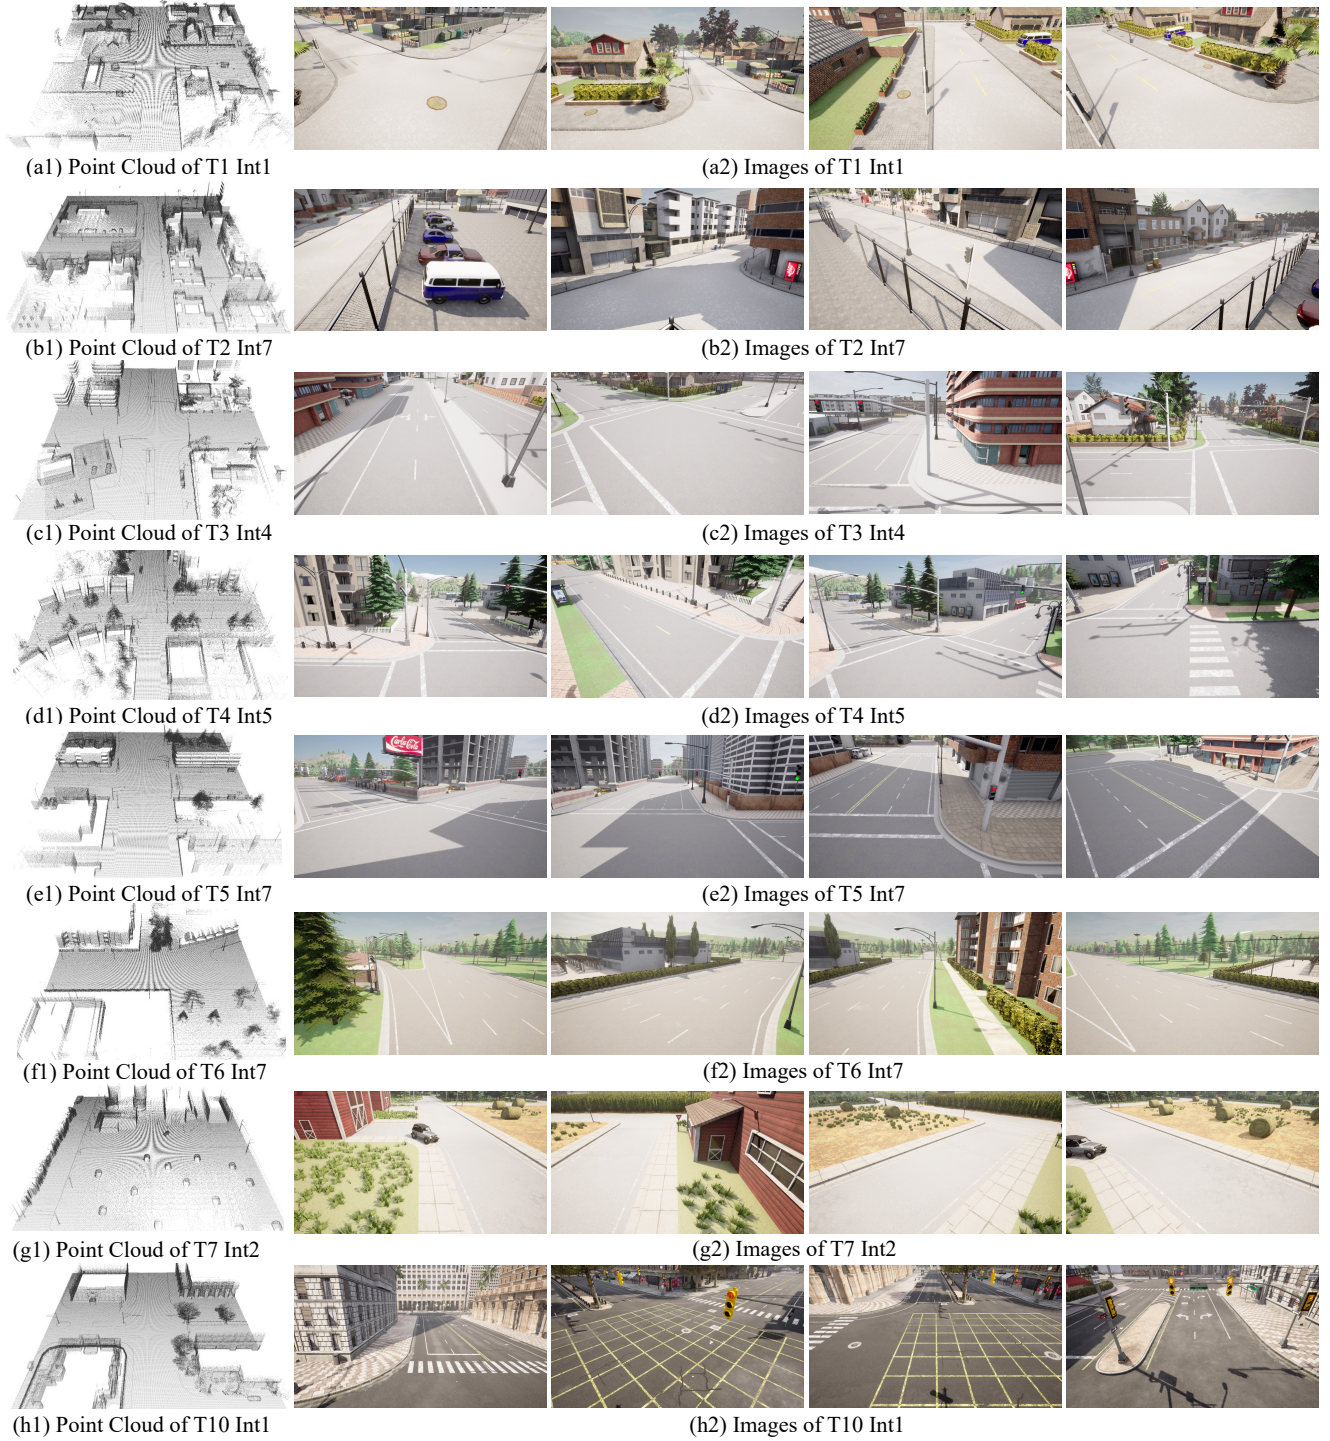 (a1) Point Cloud of T1 Int1
(a2) Images of T1 Int1
(b1) Point Cloud of T2 Int7
(b2) Images of T2 Int7
(c1) Point Cloud of T3 Int4
(c2) Images of T3 Int4
(d1) Point Cloud of T4 Int5
(d2) Images of T4 Int5
(e1) Point Cloud of T5 Int7
(e2) Images of T5 Int7
(f1) Point Cloud of T6 Int7
(f2) Images of T6 Int7
(g1) Point Cloud of T7 Int2
(g2) Images of T7 Int2
(h1) Point Cloud of T10 Int1
(h2) Images of T10 Int1